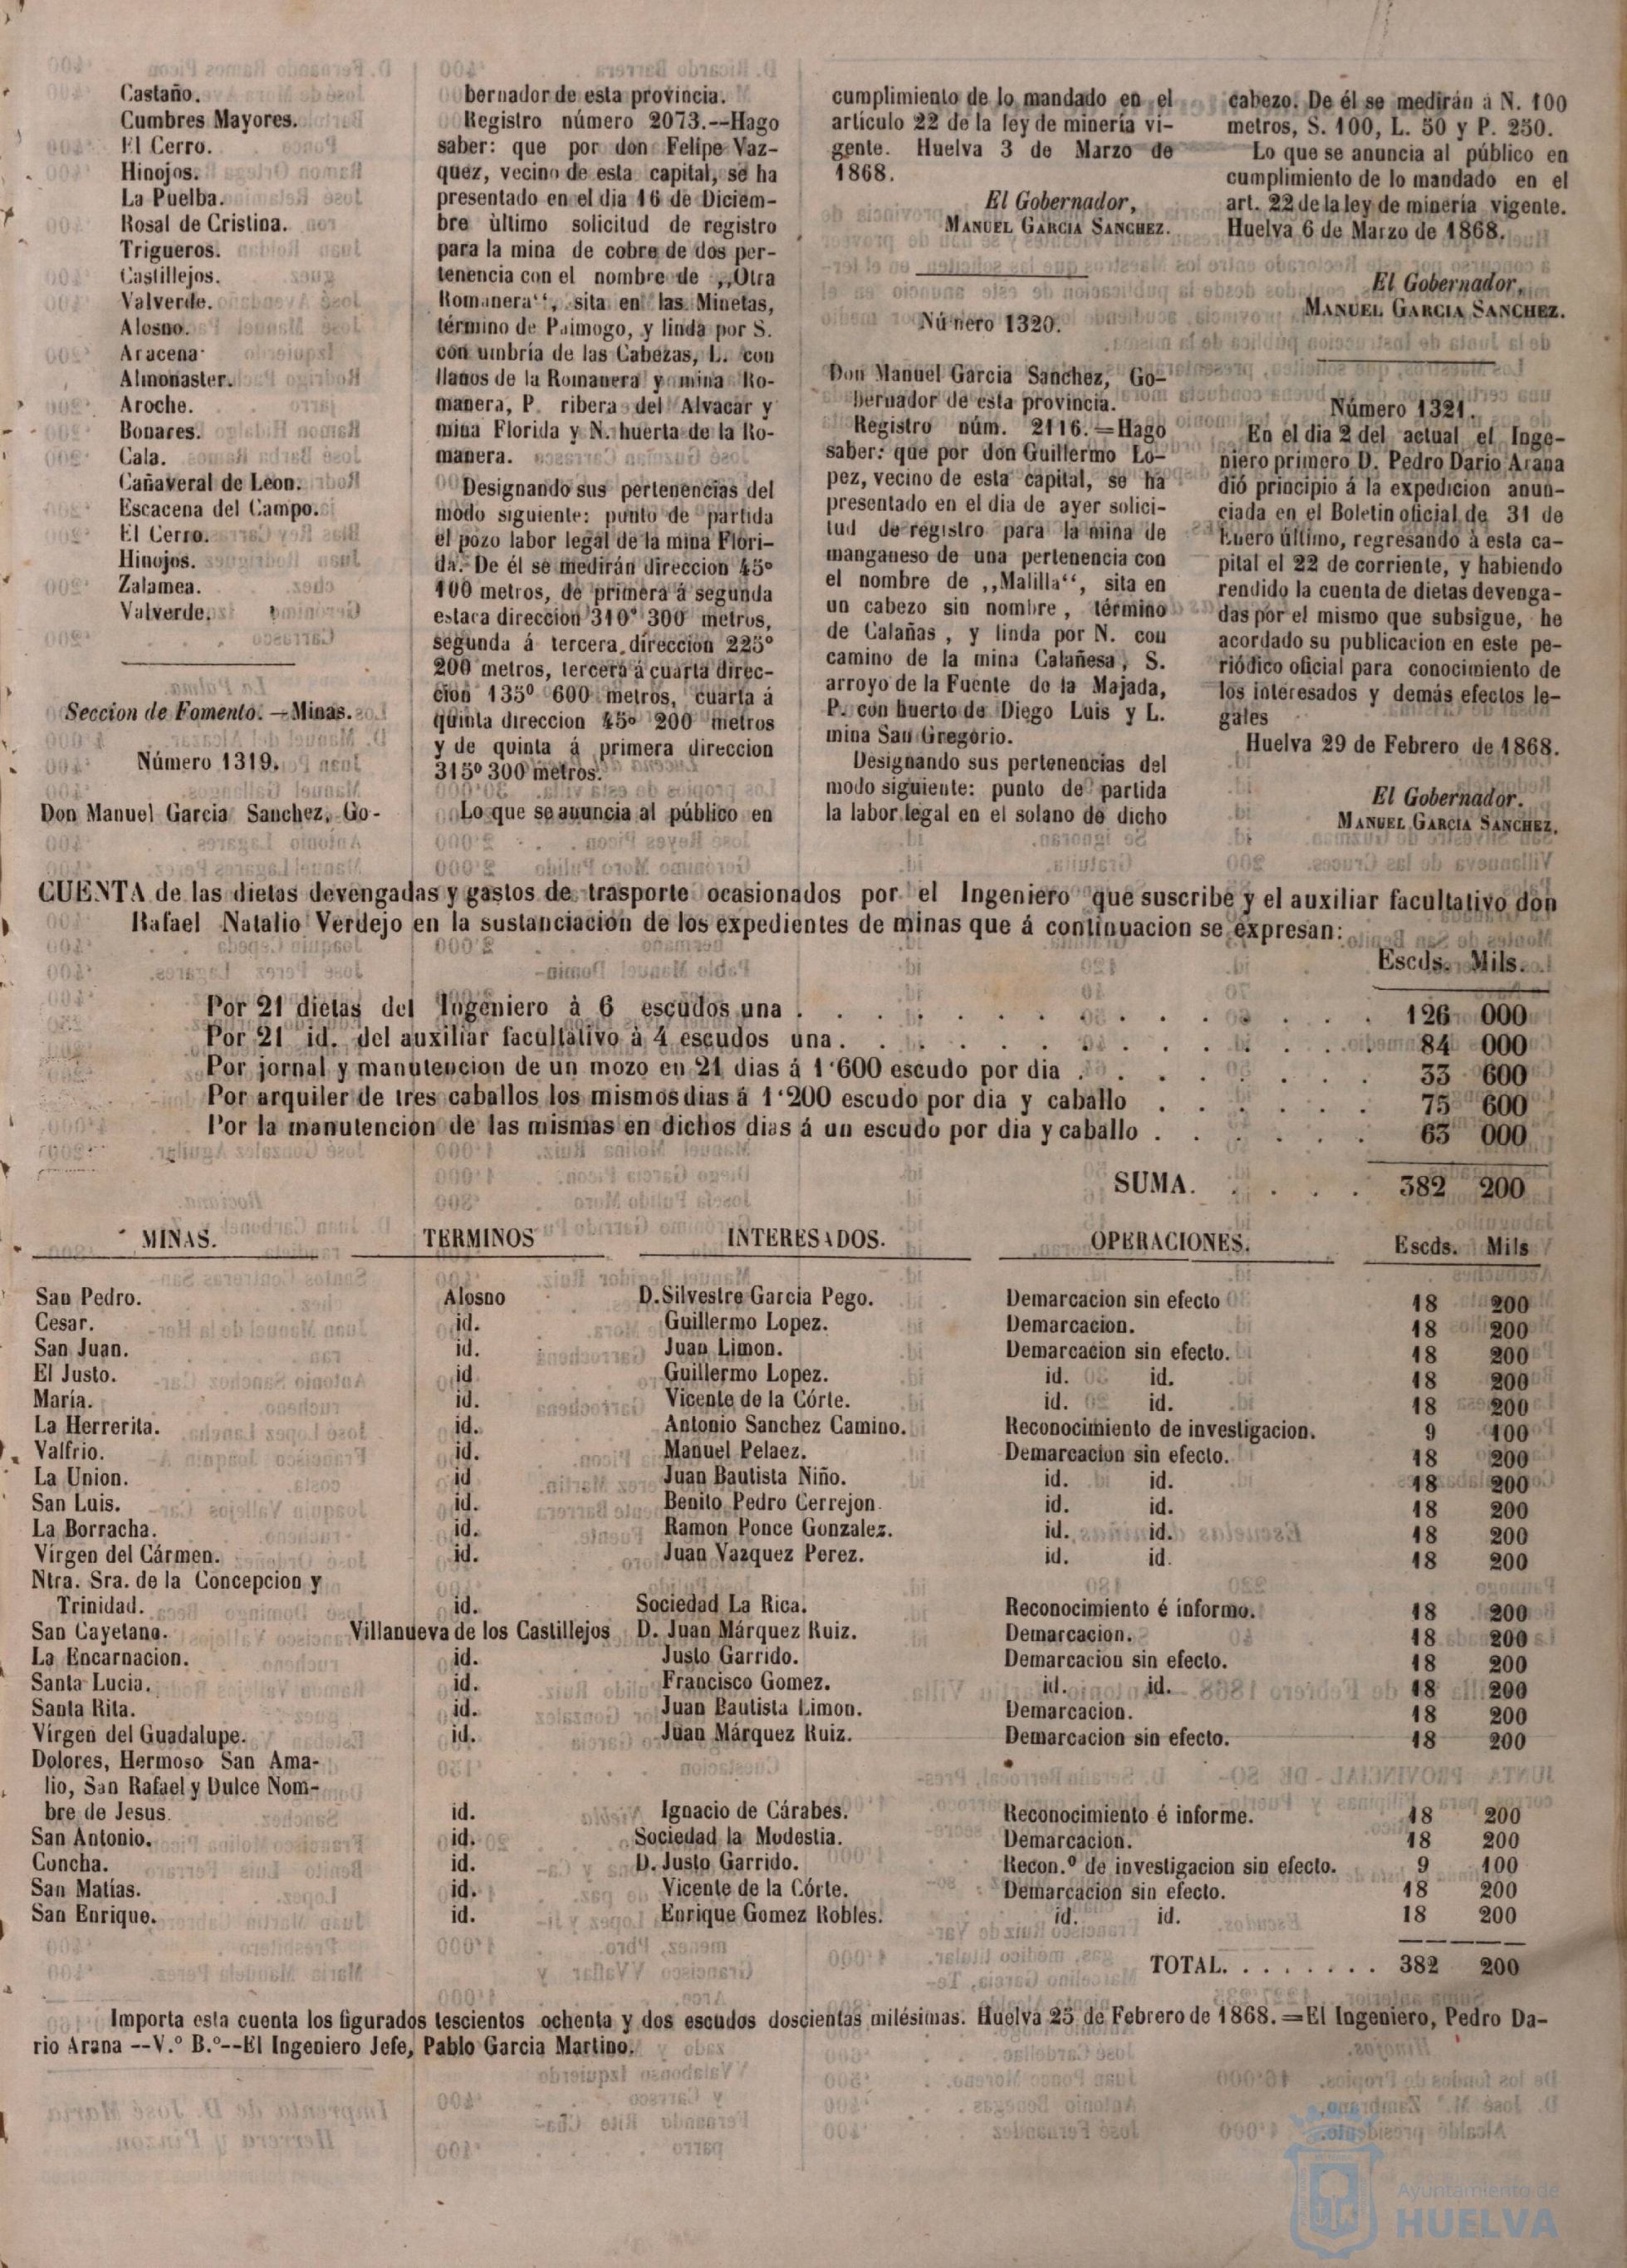 Castaño.
Cumbres Mayores.
El Cerro.
Hinojos.
La Puelba.
Rosal de Cristina.
Trigueros.
Castillejos.
Valverde.
Alosno.
Aracena
Almonaster.
Aroche.
Bonares.
Cala.
Cañaveral de Leon.
Escacena del Campo.
El Cerro.
Hinojos.
Zalamea.
Valverde.
Seccion de Fomento.—Minas.
Número 1319.
Don Manuel Garcia Sanchez, Go-
bernador de esta provincia.
Registro número 2073.--Hago
saber: que por don Felipe Vaz-
quez, vecino de esta capital, se ha
presentado en el dia 16 de Diciem-
bre ùltimo solicitud de registro
para la mina de cobre de dos per-
tenencia con el nombre de ,,Otra
Romanera‘‘, sita en las Minetas,
término de Paimogo, y linda por S.
con umbría de las Cabezas, L. con
llanos de la Romanera y mina Ro-
manera, P. ribera del Alvacar y
mina Florida y N. huerta de la Ro-
manera.
Designando sus pertenencias del
modo siguiente: punto de partida
el pozo labor legal de la mina Flori-
da. De él se medirán direccion 45º
100 metros, de primera á segunda
estaca direccion 310º 300 metros,
segunda á tercera direccion 225º
200 metros, tercera á cuarta direc-
cion 135º 600 metros, cuarta á
quinta direccion 45º 200 metros
y de quinta á primera direccion
315º 300 metros.
Lo que se anuncia al público en
cumplimiento de lo mandado en el
artículo 22 de la ley de minería vi-
gente. Huelva 3 de Marzo de
1868.
El Gobernador,
MANUEL GARCIA SANCHEZ.
Número 1320.
Don Manuel Garcia Sanchez, Go-
bernador de esta provincia.
Registro núm. 2116.—Hago
saber: que por don Guillermo Lo-
pez, vecino de esta capital, se ha
presentado en el dia de ayer solici-
tud de registro para la mina de
manganeso de una pertenencia con
el nombre de ,,Malilla‘‘, sita en
un cabezo sin nombre, término
de Calañas, y linda por N. con
camino de la mina Calañesa, S.
arroyo de la Fuente de la Majada,
P. con huerto de Diego Luis y L.
mina San Gregorio.
Designando sus pertenencias del
modo siguiente: punto de partida
la labor legal en el solano de dicho
cabezo. De él se medirán à N. 100
metros, S. 100, L. 50 y P. 250.
Lo que se anuncia al público en
cumplimiento de lo mandado en el
art. 22 de la ley de minería vigente.
Huelva 6 de Marzo de 1868.
El Gobernador,
MANUEL GARCIA SANCHEZ.
Número 1321.
En el dia 2 del actual el Inge-
niero primero D. Pedro Dario Arana
dió principio á la expedicion anun-
ciada en el Boletin oficial de 31 de
Enero último, regresando à esta ca-
pital el 22 de corriente, y habiendo
rendido la cuenta de dietas devenga-
das por el mismo que subsigue, he
acordado su publicacion en este pe-
riódico oficial para conocimiento de
los interesados y demás efectos le-
gales
Huelva 29 de Febrero de 1868.
El Gobernador.
MANUEL GARCIA SANCHEZ.
CUENTA de las dietas devengadas y gastos de trasporte ocasionados por el Ingeniero que suscribe y el auxiliar facultativo don
Rafael Natalio Verdejo en la sustanciacion de los expedientes de minas que á continuacion se expresan:
Escds. Mils.
Por 21 dietas del Ingeniero à 6 escudos una . . . 126 000
Por 21 id. del auxiliar facultativo à 4 escudos una. . . 84 000
Por jornal y manutencion de un mozo en 21 dias á 1'600 escudo por dia . . . 33 600
Por arquiler de tres caballos los mismos dias á 1'200 escudo por dia y caballo . . . 75 600
Por la manutencion de las mismas en dichos dias á un escudo por dia y caballo . . . 63 000
SUMA. . . . . 382 200
MINAS. TERMINOS INTERESADOS. OPERACIONES. Escds. Mils
San Pedro. Alosno D. Silvestre Garcia Pego. Demarcacion sin efecto 18 200
Cesar. id. Guillermo Lopez. Demarcacion. 18 200
San Juan. id. Juan Limon. Demarcacion sin efecto. 18 200
El Justo. id Guillermo Lopez. id. id. 18 200
María. id. Vicente de la Córte. id. id. 18 200
La Herrerita. id. Antonio Sanchez Camino. Reconocimiento de investigacion. 9 100
Valfrio. id. Manuel Pelaez. Demarcacion sin efecto. 18 200
La Union. id Juan Bautista Niño. id. id. 18 200
San Luis. id. Benito Pedro Cerrejon. id. id. 18 200
La Borracha. id. Ramon Ponce Gonzalez. id. id. 18 200
Vírgen del Cármen. id. Juan Vazquez Perez. id. id. 18 200
Ntra. Sra. de la Concepcion y
Trinidad. id. Sociedad La Rica. Reconocimiento é informo. 18 200
San Cayetano. Villanueva de los Castillejos D. Juan Márquez Ruiz. Demarcacion. 18 200
La Encarnacion. id. Justo Garrido. Demarcacion sin efecto. 18 200
Santa Lucia. id. Francisco Gomez. id. id. 18 200
Santa Rita. id. Juan Bautista Limon. Demarcacion. 18 200
Vírgen del Guadalupe. id. Juan Márquez Ruiz. Demarcacion sin efecto. 18 200
Dolores, Hermoso San Ama-
lio, San Rafael y Dulce Nom-
bre de Jesus. id. Ignacio de Cárabes. Reconocimiento é informe. 18 200
San Antonio. id. Sociedad la Modestia. Demarcacion. 18 200
Concha. id. D. Justo Garrido. Recon.º de investigacion sin efecto. 9 100
San Matías. id. Vicente de la Córte. Demarcacion sin efecto. 18 200
San Enrique. id. Enrique Gomez Robles. id. id. 18 200
TOTAL. . . . . . . . 382 200
Importa esta cuenta los figurados tescientos ochenta y dos escudos doscientas milésimas. Huelva 25 de Febrero de 1868.=El Ingeniero, Pedro Da-
rio Arana --V.º B.º--El Ingeniero Jefe, Pablo Garcia Martino.
Ayuntamiento de
HUELVA